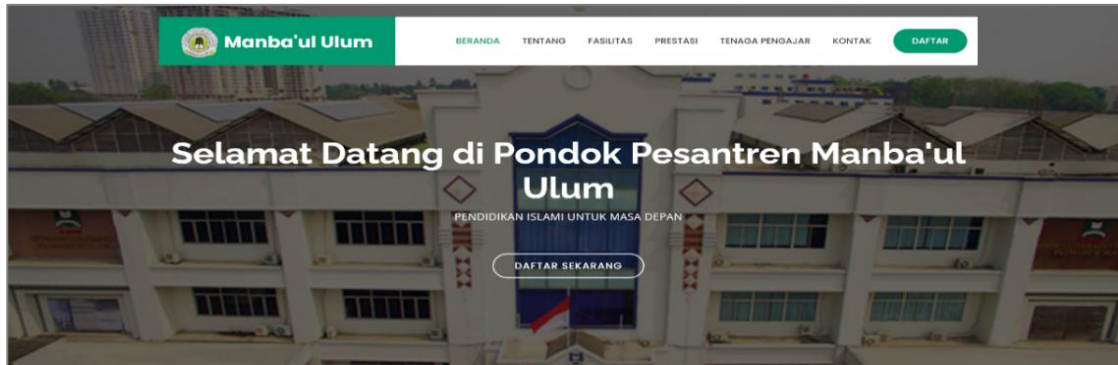 Manba'ul Ulum
BERANDA TENTANG FASILITAS PRESTASI TENAGA PENGAJAR KONTAK DAFTAR
Selamat Datang di Pondok Pesantren Manba'ul
Ulum
PENDIDIKAN ISLAMI UNTUK MASA DEPAN
DAFTAR SEKARANG